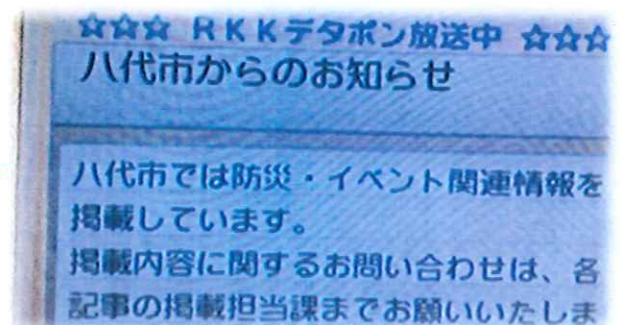 ☆☆☆ RKKデタポン放送中 ☆☆☆
八代市からのお知らせ
八代市では防災・イベント関連情報を
掲載しています。
掲載内容に関するお問い合わせは、各
記事の掲載担当課までお願いいたしま